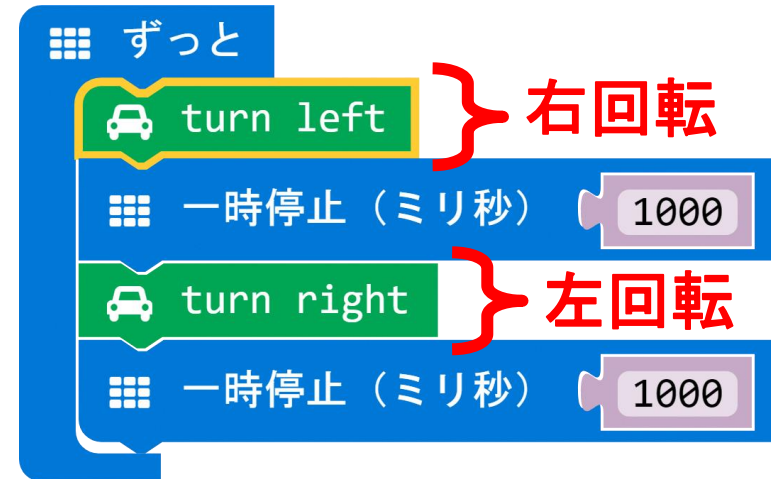 ずっと
turn left 右回転
一時停止（ミリ秒） 1000
turn right 左回転
一時停止（ミリ秒） 1000